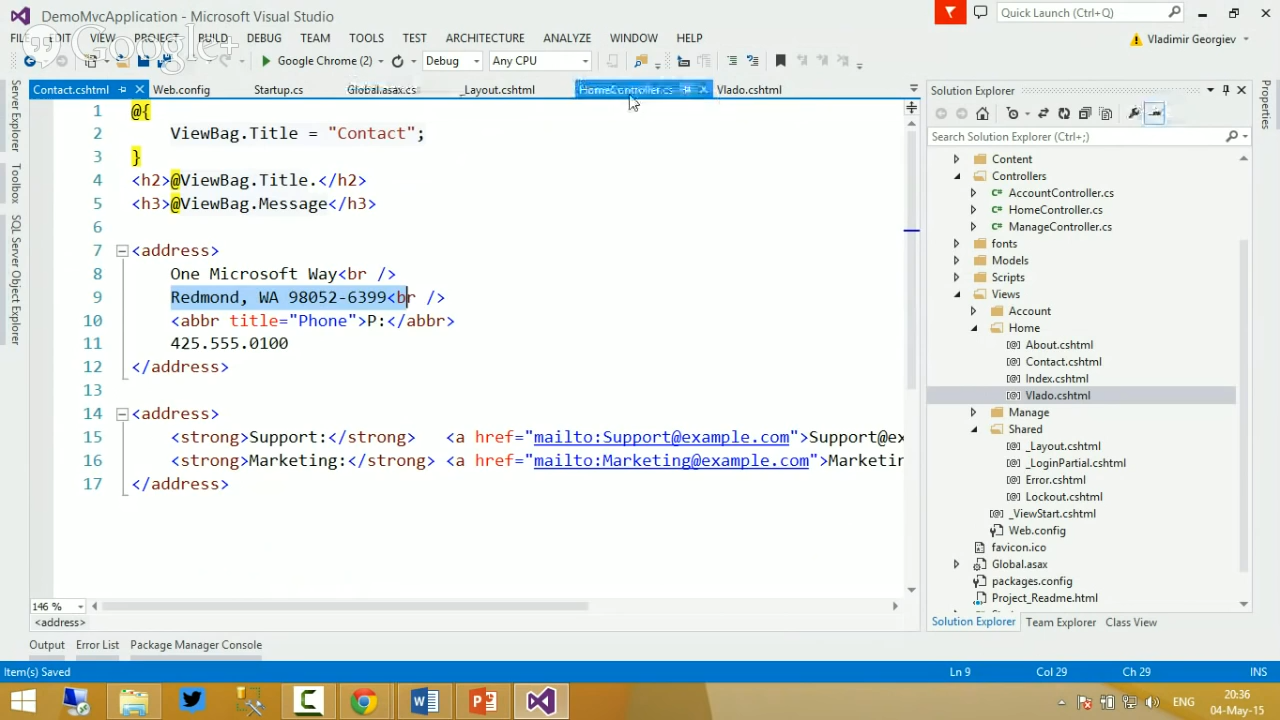 DemoMvcApplication - Microsoft Visual Studio
Quick Launch (Ctrl+Q)
FILE EDIT VIEW PROJECT BUILD DEBUG TEAM TOOLS TEST ARCHITECTURE ANALYZE WINDOW HELP
Vladimir Georgiev
Google+
Google Chrome (2)
Debug
Any CPU
Contact.cshtml
Web.config
Startup.cs
Global.asax.cs
_Layout.cshtml
HomeController.cs
Vlado.cshtml
Server Explorer
Toolbox
SQL Server Object Explorer
1 @{
2 ViewBag.Title = "Contact";
3 }
4 <h2>@ViewBag.Title.</h2>
5 <h3>@ViewBag.Message</h3>
6
7 <address>
8 One Microsoft Way<br />
9 Redmond, WA 98052-6399<br />
10 <abbr title="Phone">P:</abbr>
11 425.555.0100
12 </address>
13
14 <address>
15 <strong>Support:</strong> <a href="mailto:Support@example.com">Support@ex
16 <strong>Marketing:</strong> <a href="mailto:Marketing@example.com">Marketin
17 </address>
146 %
<address>
Solution Explorer
Search Solution Explorer (Ctrl+;)
Content
Controllers
AccountController.cs
HomeController.cs
ManageController.cs
fonts
Models
Scripts
Views
Account
Home
About.cshtml
Contact.cshtml
Index.cshtml
Vlado.cshtml
Manage
Shared
_Layout.cshtml
_LoginPartial.cshtml
Error.cshtml
Lockout.cshtml
_ViewStart.cshtml
Web.config
favicon.ico
Global.asax
packages.config
Project_Readme.html
Solution Explorer Team Explorer Class View
Properties
Output Error List Package Manager Console
Item(s) Saved
Ln 9
Col 29
Ch 29
INS
ENG
20:36
04-May-15